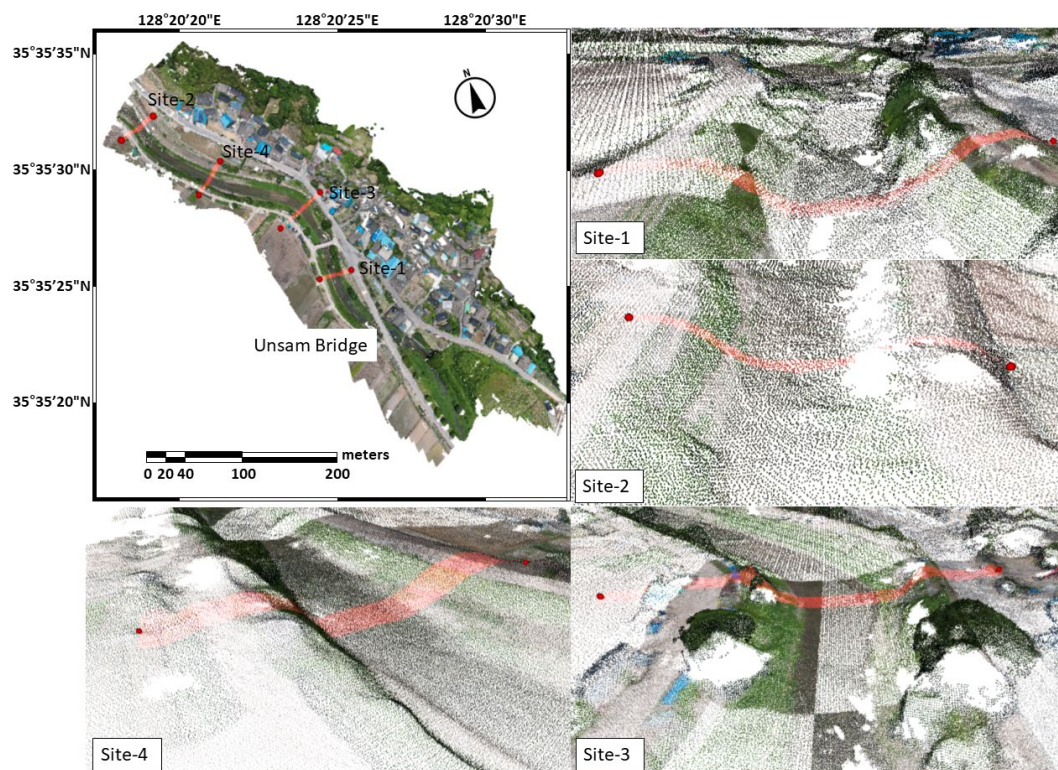 128°20'20"E 128°20'25"E 128°20'30"E
35°35'35"N
35°35'30"N
35°35'25"N
35°35'20"N
N
Site-2
Site-4
Site-3
Site-1
Unsam Bridge
meters
0 20 40 100 200
Site-1
Site-2
Site-4
Site-3